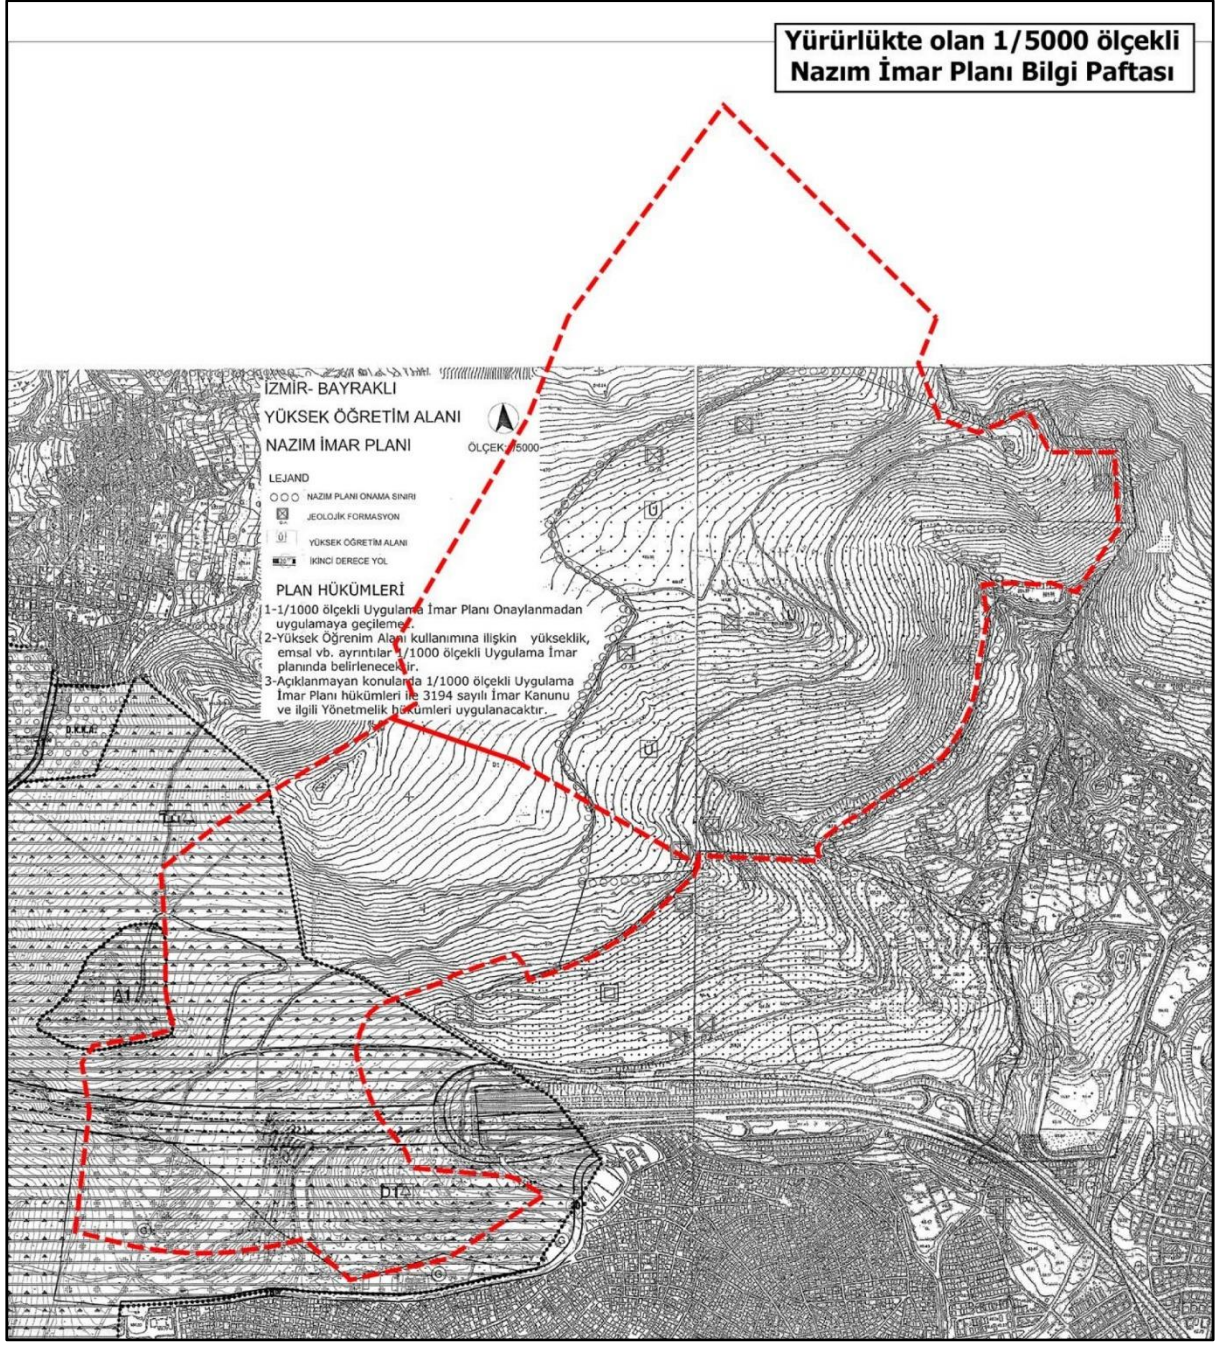 Yürürlükte olan 1/5000 ölçekli
Nazım İmar Planı Bilgi Paftası
İZMİR- BAYRAKLI
YÜKSEK ÖĞRETİM ALANI
NAZIM İMAR PLANI
ÖLÇEK: /5000
LEJAND
NAZIM PLANI ONAMA SINIRI
JEOLOJİK FORMASYON
YÜKSEK ÖĞRETİM ALANI
İKİNCİ DERECE YOL
PLAN HÜKÜMLERİ
1-1/1000 ölçekli Uygulama İmar Planı Onaylanmadan
uygulamaya geçilemez.
2-Yüksek Öğrenim Alanı kullanımına ilişkin yükseklik,
emsal vb. ayrıntılar 1/1000 ölçekli Uygulama İmar
planında belirlenecektir.
3-Açıklanmayan konularda 1/1000 ölçekli Uygulama
İmar Planı hükümleri ile 3194 sayılı İmar Kanunu
ve ilgili Yönetmelik hükümleri uygulanacaktır.
Ü
Ü
D.K.K.A.
A1
D1